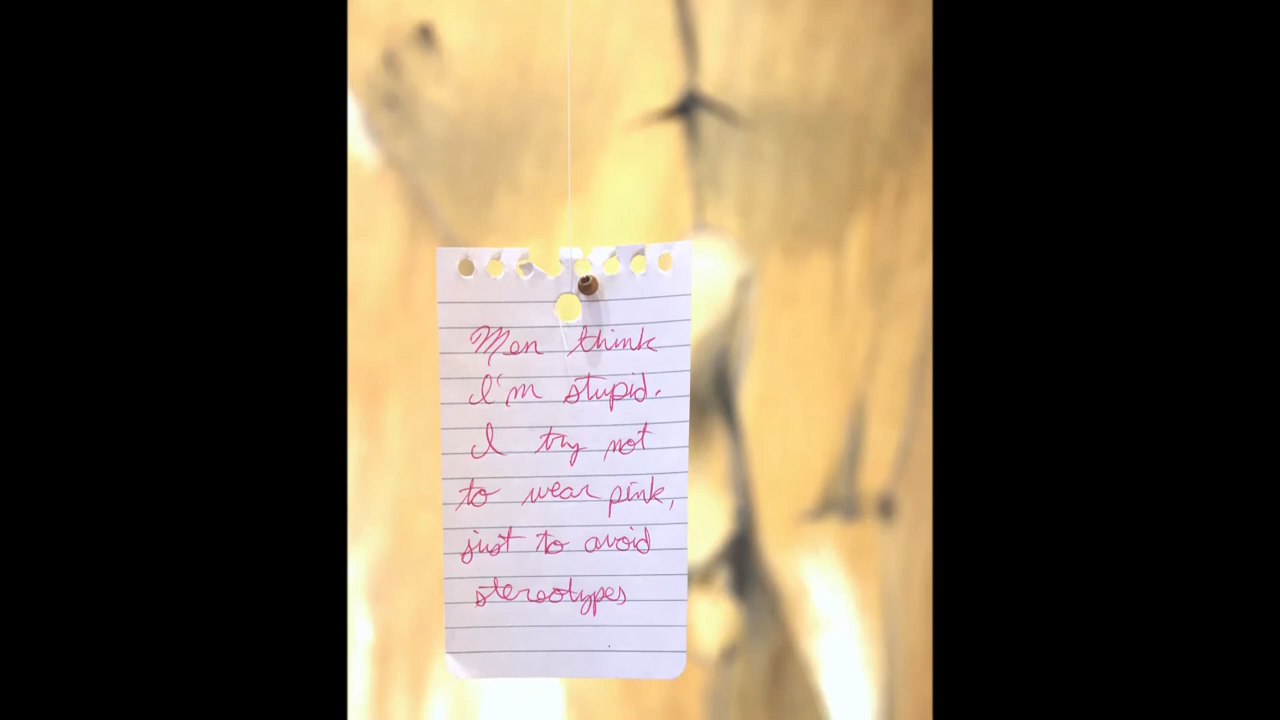 Men think
I'm stupid.
I try not
to wear pink,
just to avoid
stereotypes